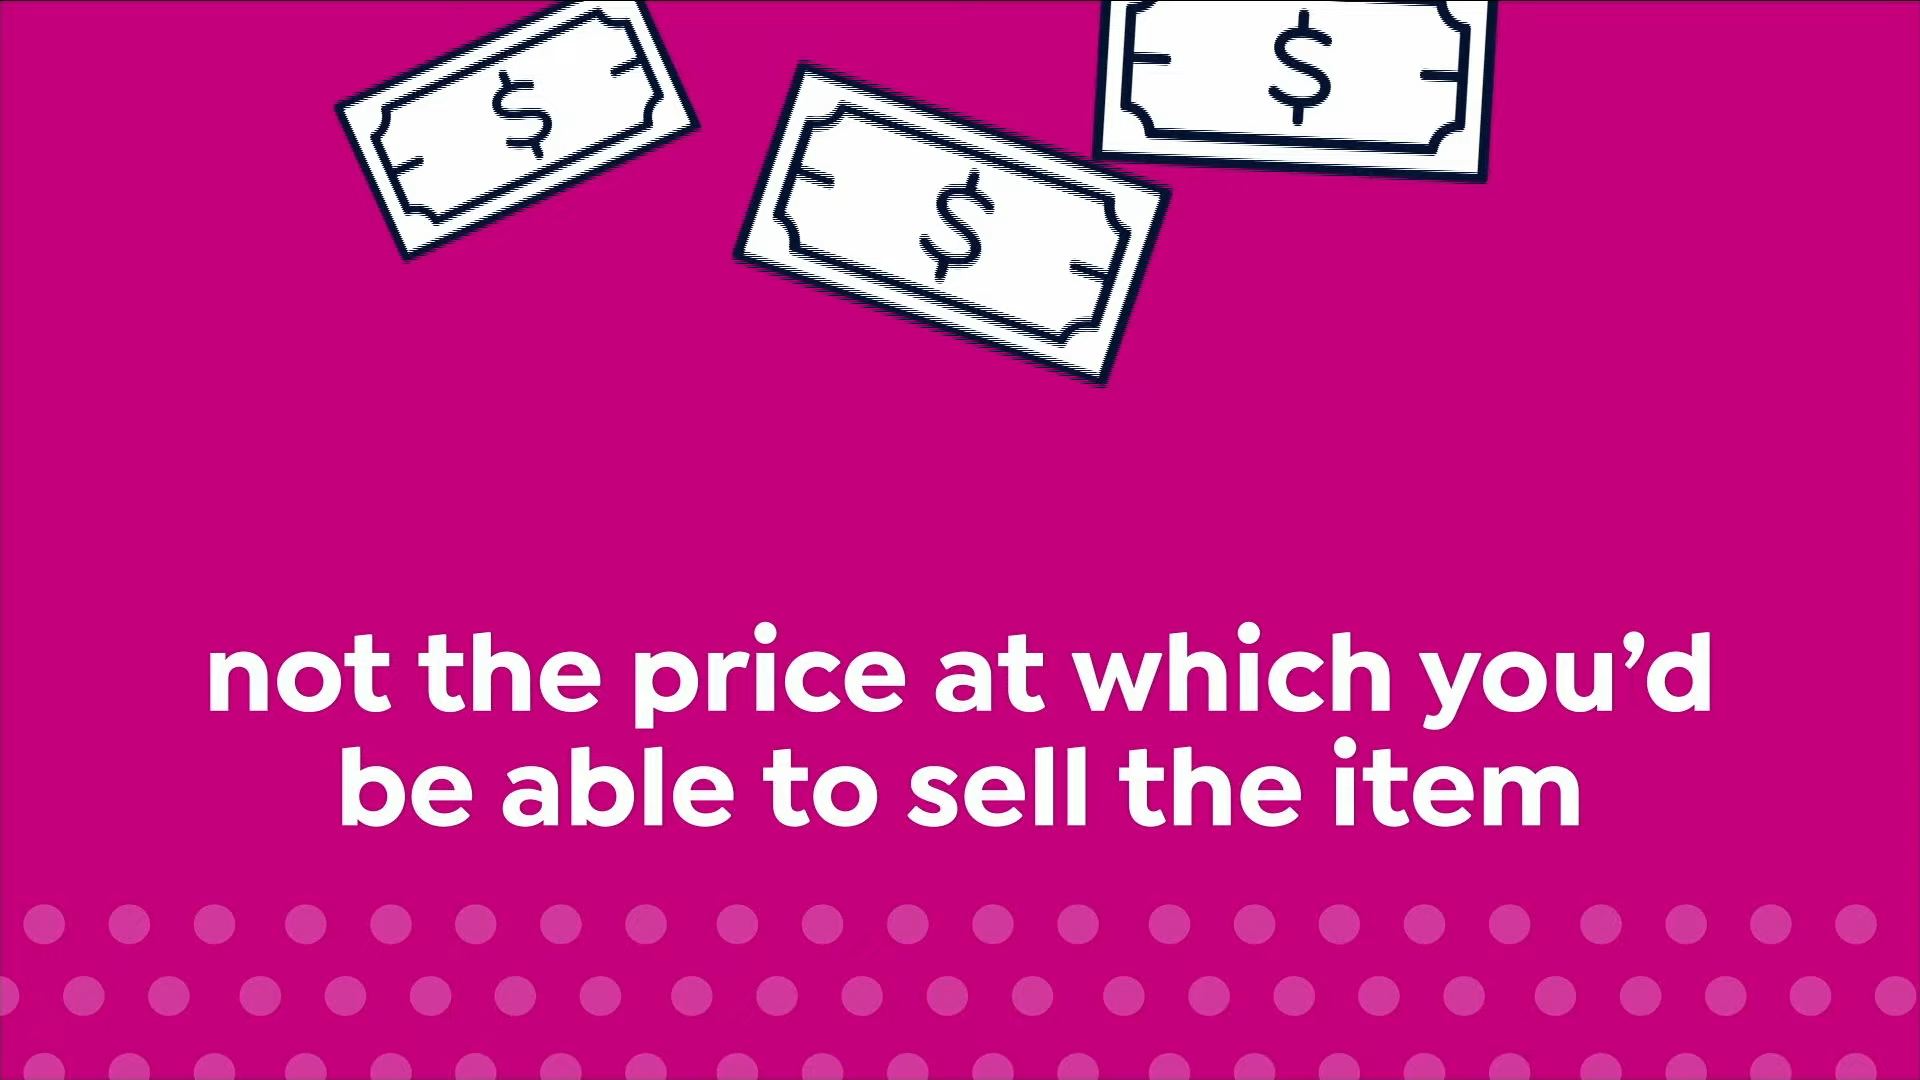 $
$
$
not the price at which you’d
be able to sell the item